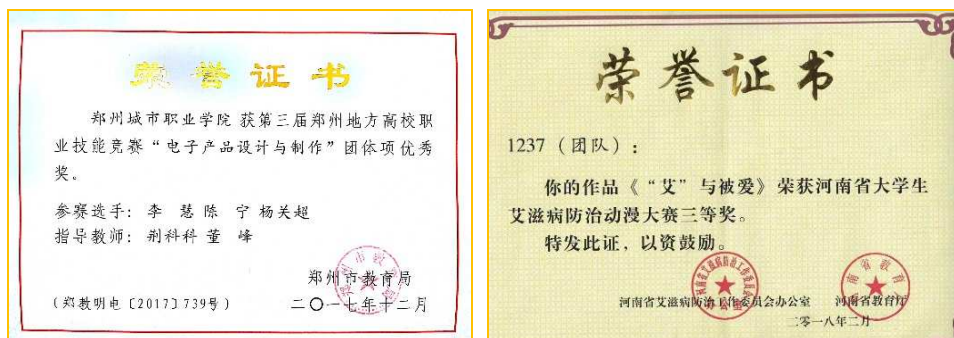 荣誉证书
郑州城市职业学院 获第三届郑州地方高校职
业技能竞赛“电子产品设计与制作”团体项优秀
奖。
参赛选手: 李 慧 陈 宁 杨关超
指导教师: 荆科科 董 峰
郑州市教育局
(郑教明电〔2017〕739号) 二〇一七年十二月
荣誉证书
1237(团队):
你的作品《“艾”与被爱》荣获河南省大学生
艾滋病防治动漫大赛三等奖。
特发此证,以资鼓励。
河南省艾滋病防治工作委员会办公室 河南省教育厅
二零一八年二月